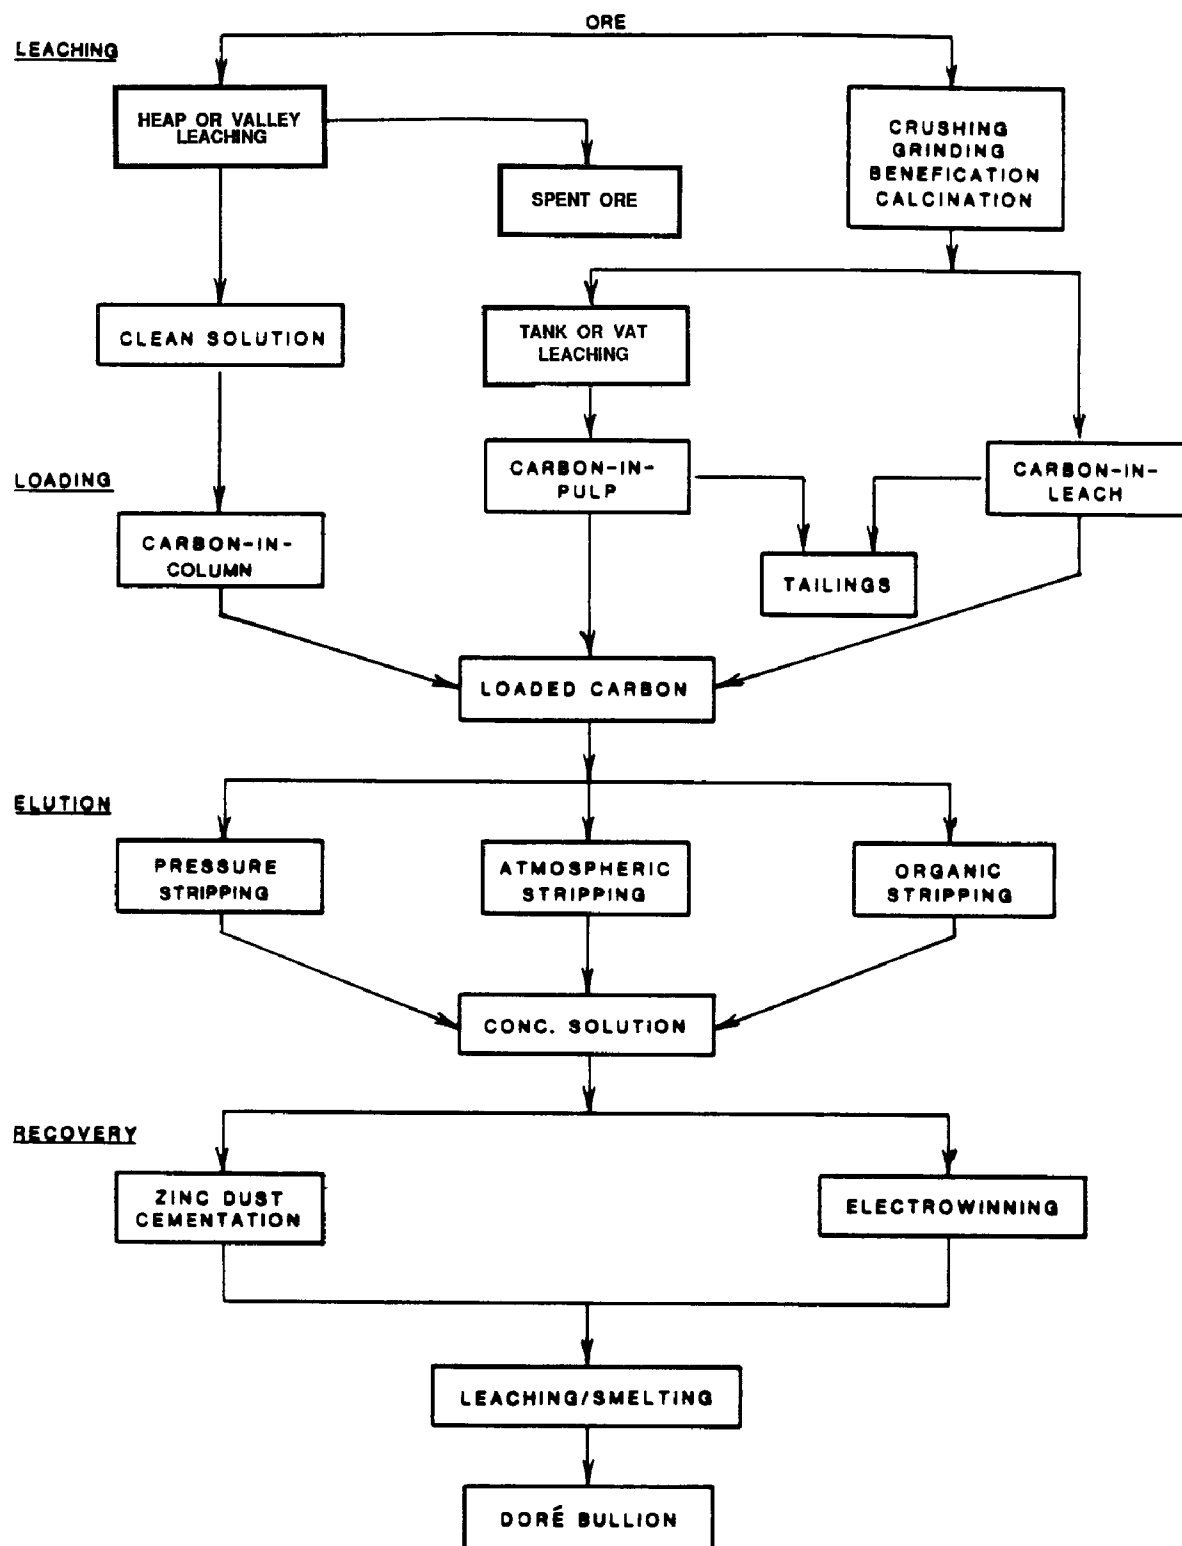 ORE
LEACHING
HEAP OR VALLEY
LEACHING
CRUSHING
GRINDING
BENEFICATION
CALCINATION
SPENT ORE
CLEAN SOLUTION
TANK OR VAT
LEACHING
LOADING
CARBON-IN-
PULP
CARBON-IN-
LEACH
CARBON-IN-
COLUMN
TAILINGS
LOADED CARBON
ELUTION
PRESSURE
STRIPPING
ATMOSPHERIC
STRIPPING
ORGANIC
STRIPPING
CONC. SOLUTION
RECOVERY
ZINC DUST
CEMENTATION
ELECTROWINNING
LEACHING/SMELTING
DORÉ BULLION